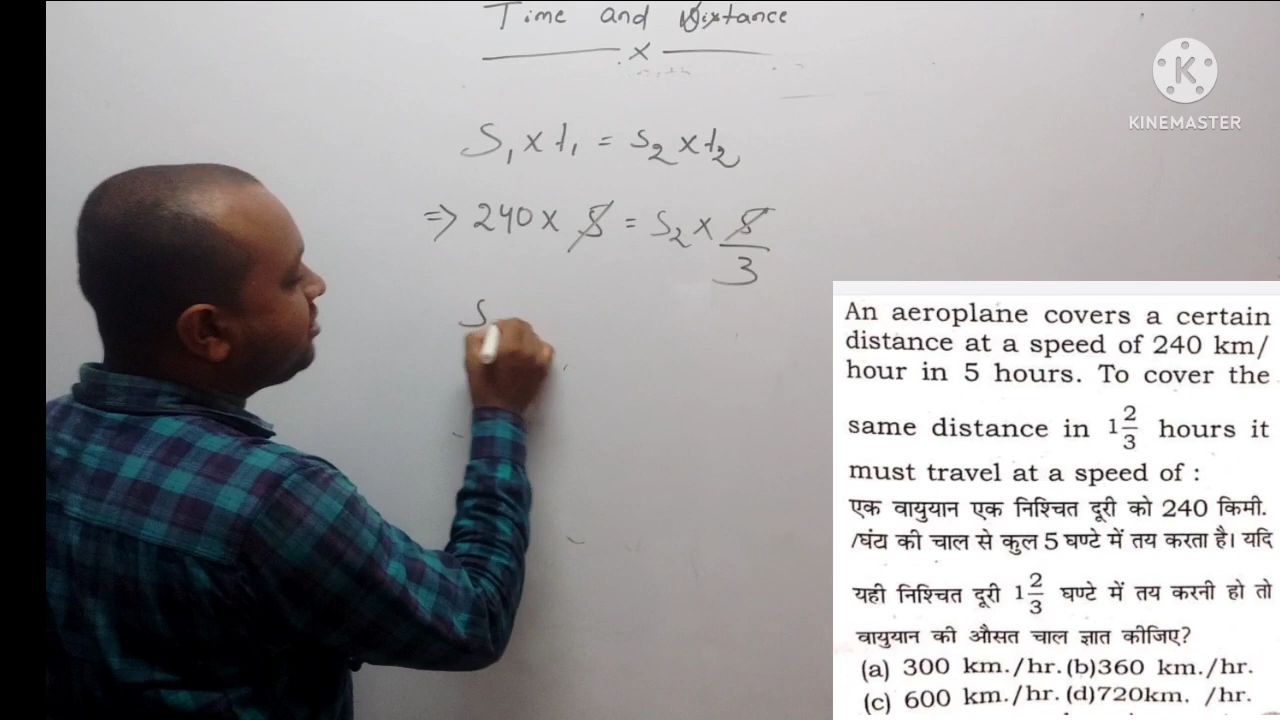 Time and Distance
x
S₁ x t₁ = S₂ x t₂
⇒ 240 x 5 = S₂ x 5/3
S
KINEMASTER
An aeroplane covers a certain
distance at a speed of 240 km/
hour in 5 hours. To cover the
same distance in 1 2/3 hours it
must travel at a speed of :
एक वायुयान एक निश्चित दूरी को 240 किमी.
/घंटा की चाल से कुल 5 घण्टे में तय करता है। यदि
यही निश्चित दूरी 1 2/3 घण्टे में तय करनी हो तो
वायुयान की औसत चाल ज्ञात कीजिए?
(a) 300 km./hr. (b)360 km./hr.
(c) 600 km./hr. (d)720km. /hr.